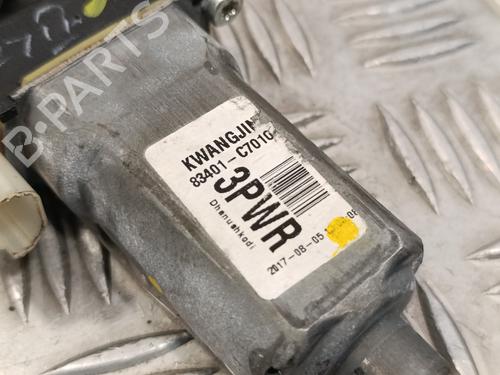 KWANGJIN
83401-C7010
3PWR
Dhanushkodi
2017-08-05
B-PARTS